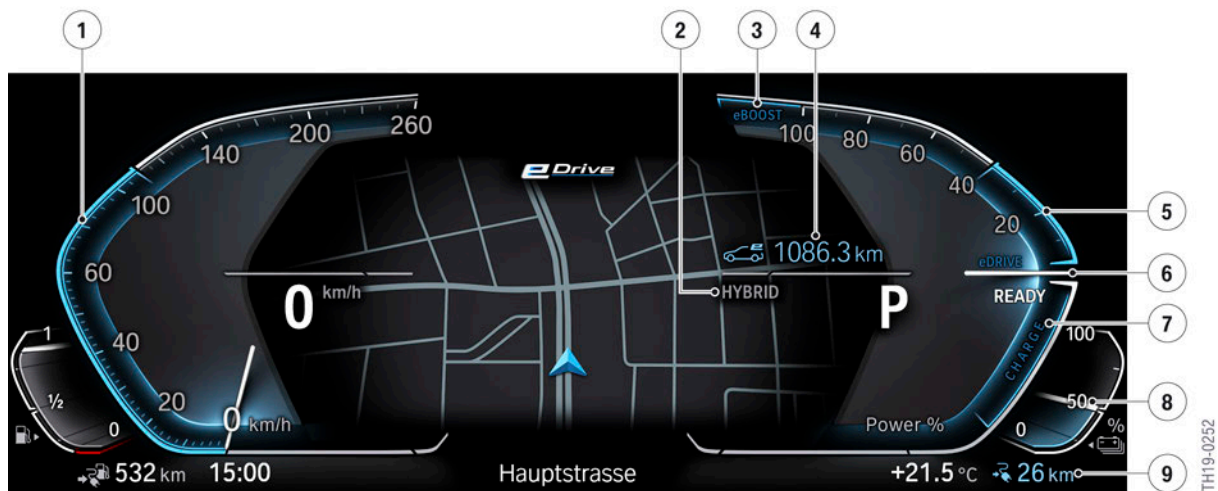 1 2 3 4
200 260
140
100
60
40
20
0 km/h
1
½
0
0 km/h
e Drive
1086.3 km
HYBRID
P
eBOOST
100 80 60
40
20
eDRIVE
READY
CHARGE
Power %
100
50
0
%
5
6
7
8
9
532 km 15:00 Hauptstrasse +21.5 °C 26 km
TH19-0252